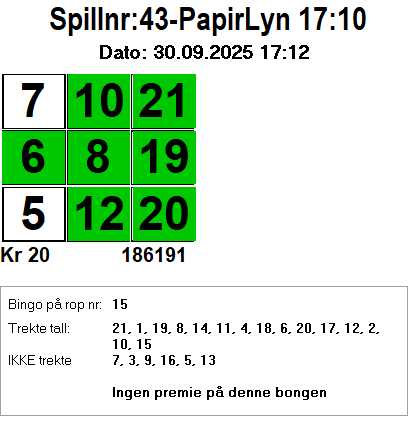 Spillnr:43-PapirLyn 17:10
Dato: 30.09.2025 17:12
7 10 21
6 8 19
5 12 20
Kr 20 186191
Bingo på rop nr: 15
Trekte tall: 21, 1, 19, 8, 14, 11, 4, 18, 6, 20, 17, 12, 2,
10, 15
IKKE trekte 7, 3, 9, 16, 5, 13
Ingen premie på denne bongen